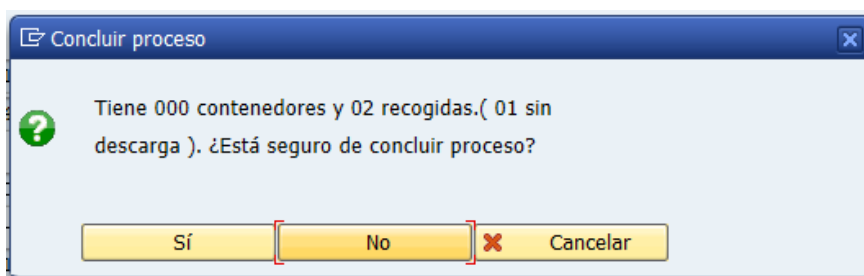 Concluir proceso
Tiene 000 contenedores y 02 recogidas.( 01 sin
descarga ). ¿Está seguro de concluir proceso?
Sí
No
Cancelar